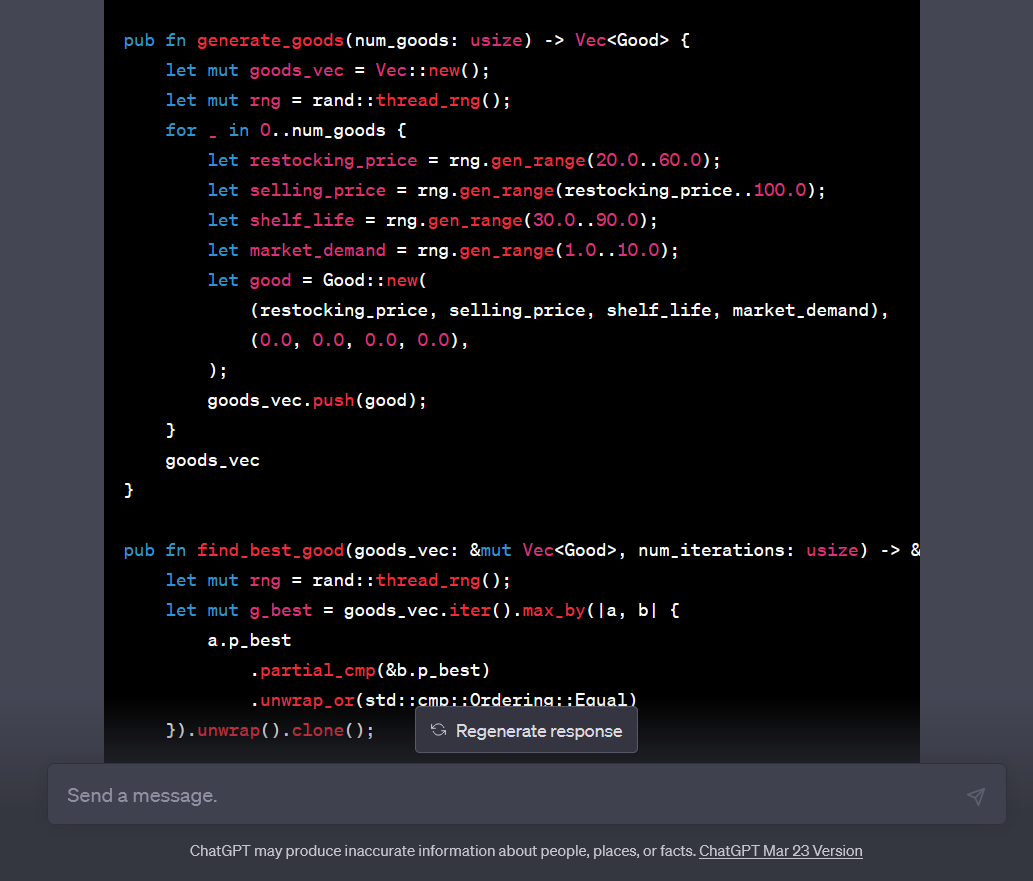 pub fn generate_goods(num_goods: usize) -> Vec<Good> {
    let mut goods_vec = Vec::new();
    let mut rng = rand::thread_rng();
    for _ in 0..num_goods {
        let restocking_price = rng.gen_range(20.0..60.0);
        let selling_price = rng.gen_range(restocking_price..100.0);
        let shelf_life = rng.gen_range(30.0..90.0);
        let market_demand = rng.gen_range(1.0..10.0);
        let good = Good::new(
            (restocking_price, selling_price, shelf_life, market_demand),
            (0.0, 0.0, 0.0, 0.0),
        );
        goods_vec.push(good);
    }
    goods_vec
}
pub fn find_best_good(goods_vec: &mut Vec<Good>, num_iterations: usize) -> &
    let mut rng = rand::thread_rng();
    let mut g_best = goods_vec.iter().max_by(|a, b| {
        a.p_best
            .partial_cmp(&b.p_best)
            .unwrap_or(std::cmp::Ordering::Equal)
    }).unwrap().clone();
Regenerate response
Send a message.
ChatGPT may produce inaccurate information about people, places, or facts. ChatGPT Mar 23 Version